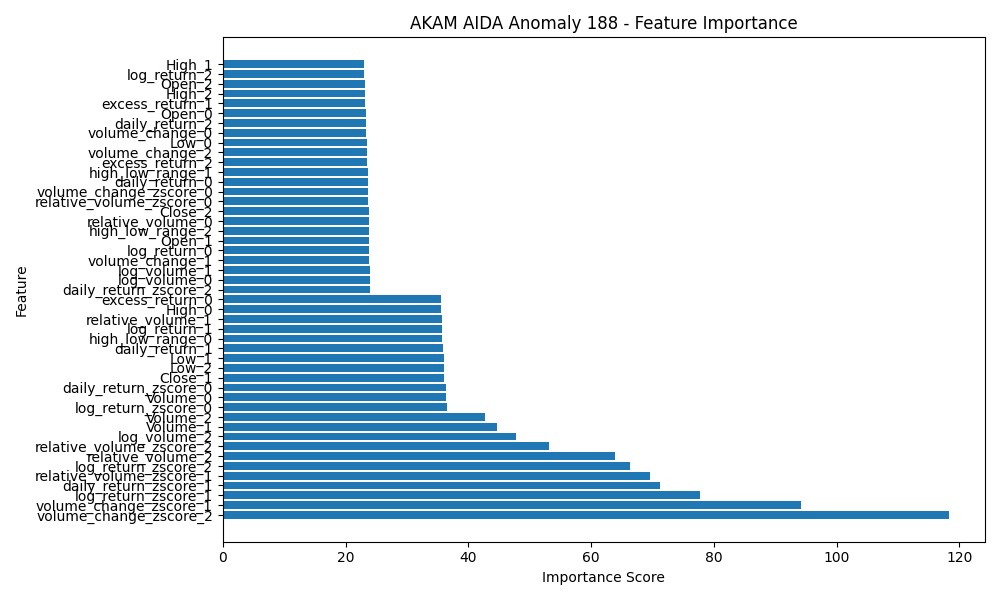 AKAM AIDA Anomaly 188 - Feature Importance
High_1
log_return_2
Open_2
High_2
excess_return_1
Open_0
daily_return_2
volume_change_0
Low_0
volume_change_2
excess_return_2
high_low_range_1
daily_return_0
volume_change_zscore_0
relative_volume_zscore_0
Close_2
relative_volume_0
high_low_range_2
Open_1
log_return_0
volume_change_1
log_volume_1
log_volume_0
daily_return_zscore_2
excess_return_0
High_0
relative_volume_1
log_return_1
high_low_range_0
daily_return_1
Low_1
Low_2
Close_1
daily_return_zscore_0
Volume_0
log_return_zscore_0
Volume_2
Volume_1
log_volume_2
relative_volume_zscore_2
relative_volume_2
log_return_zscore_2
relative_volume_zscore_1
daily_return_zscore_1
log_return_zscore_1
volume_change_zscore_1
volume_change_zscore_2
Feature
0 20 40 60 80 100 120
Importance Score